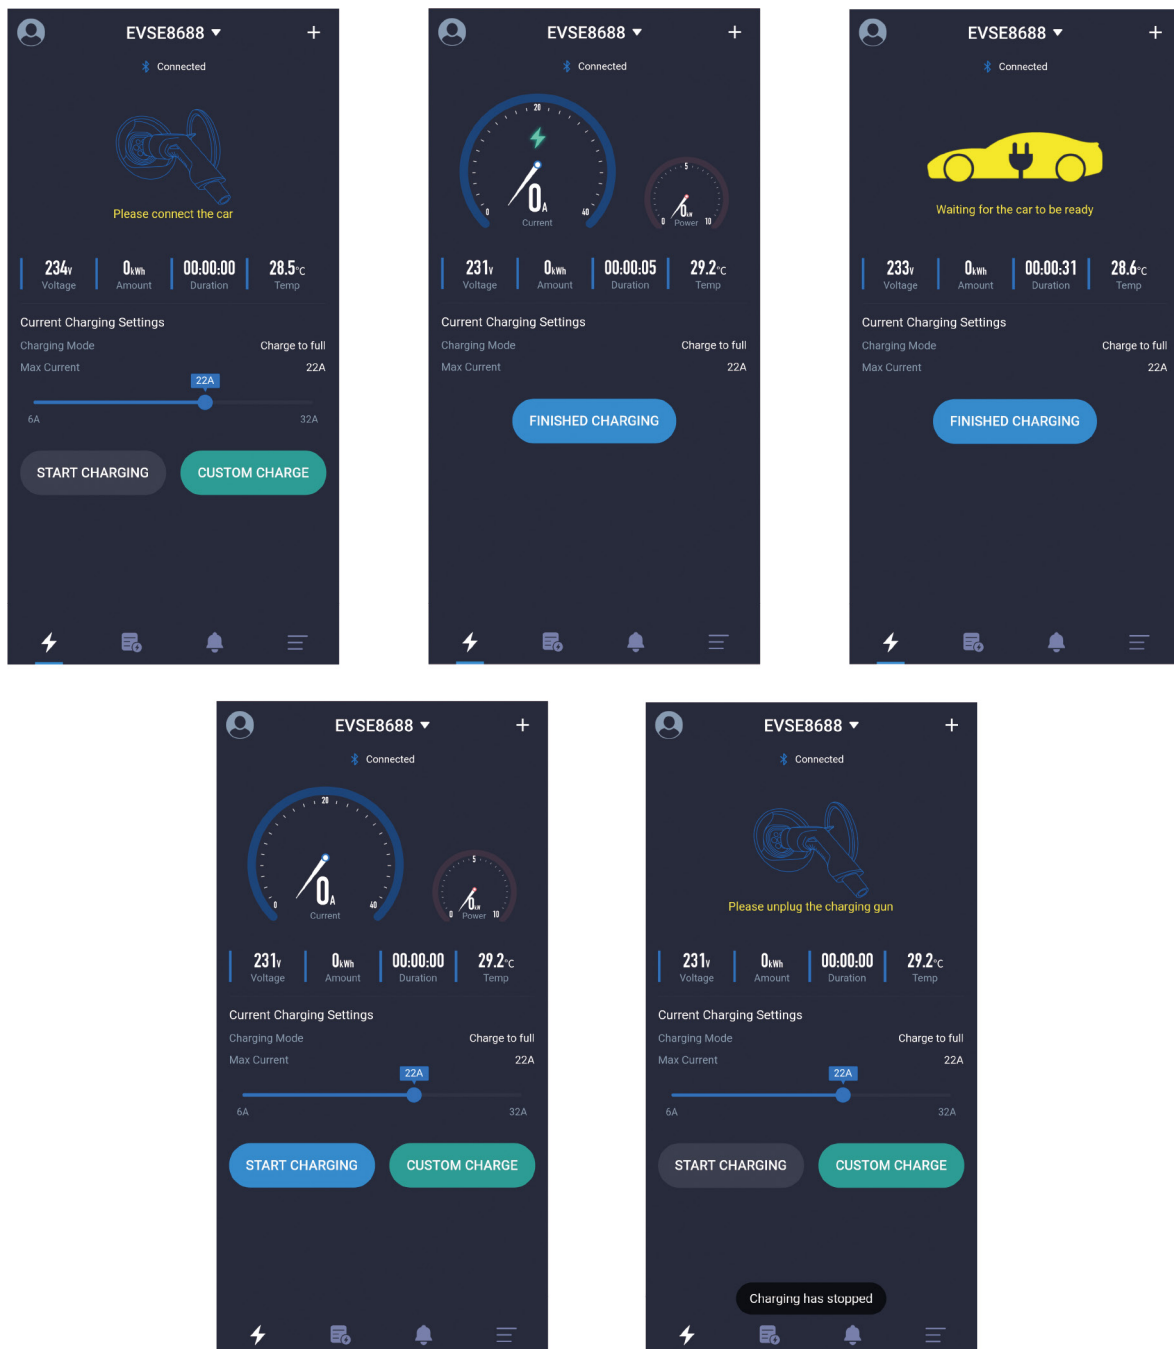 EVSE8688
Connected
Please connect the car
234V 0kWh 00:00:00 28.5°C
Voltage Amount Duration Temp
Current Charging Settings
Charging Mode Charge to full
Max Current 22A
22A
6A 32A
START CHARGING CUSTOM CHARGE
EVSE8688
Connected
20
5
0A
0 40
Current
0kW
0 Power 10
231V 0kWh 00:00:05 29.2°C
Voltage Amount Duration Temp
Current Charging Settings
Charging Mode Charge to full
Max Current 22A
FINISHED CHARGING
EVSE8688
Connected
Waiting for the car to be ready
233V 0kWh 00:00:31 28.6°C
Voltage Amount Duration Temp
Current Charging Settings
Charging Mode Charge to full
Max Current 22A
FINISHED CHARGING
EVSE8688
Connected
20
5
0A
0 40
Current
0kW
0 Power 10
231V 0kWh 00:00:00 29.2°C
Voltage Amount Duration Temp
Current Charging Settings
Charging Mode Charge to full
Max Current 22A
22A
6A 32A
START CHARGING CUSTOM CHARGE
EVSE8688
Connected
Please unplug the charging gun
231V 0kWh 00:00:00 29.2°C
Voltage Amount Duration Temp
Current Charging Settings
Charging Mode Charge to full
Max Current 22A
22A
6A 32A
START CHARGING CUSTOM CHARGE
Charging has stopped